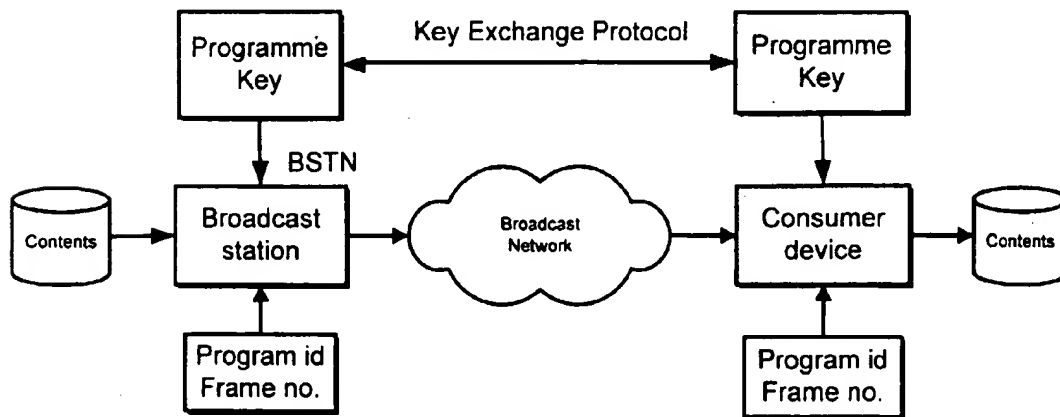 Programme
Key
Key Exchange Protocol
Programme
Key
BSTN
Contents
Broadcast
station
Broadcast
Network
Consumer
device
Contents
Program id
Frame no.
Program id
Frame no.